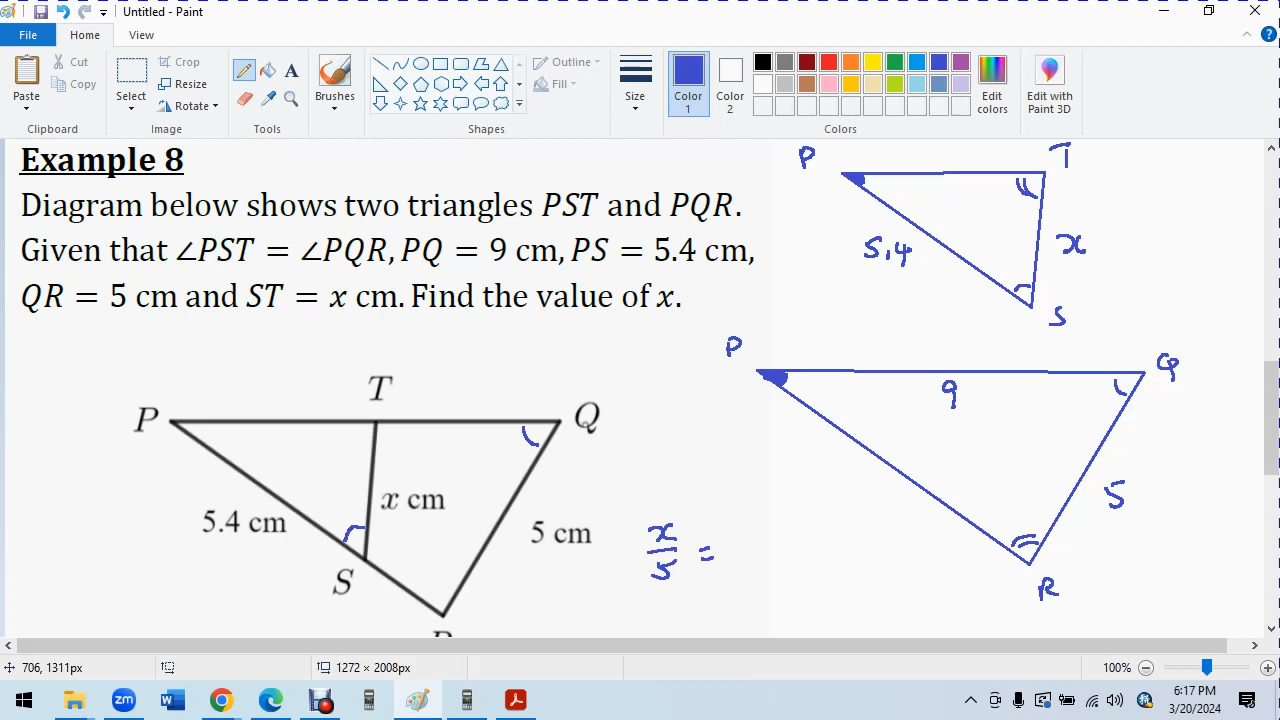 Untitled - Paint
File Home View
Paste
Cut
Copy
Clipboard
Select
Crop
Resize
Rotate
Image
A
Tools
Brushes
Outline
Fill
Shapes
Size
Color 1
Color 2
Edit colors
Colors
Edit with Paint 3D
Example 8
Diagram below shows two triangles PST and PQR.
Given that ∠PST = ∠PQR, PQ = 9 cm, PS = 5.4 cm,
QR = 5 cm and ST = x cm. Find the value of x.
P
T
Q
5.4 cm
x cm
5 cm
S
x/5 =
P
T
5.4
x
S
P
Q
9
5
R
706, 1311px
1272 × 2008px
100%
zm
W
6:17 PM
3/20/2024